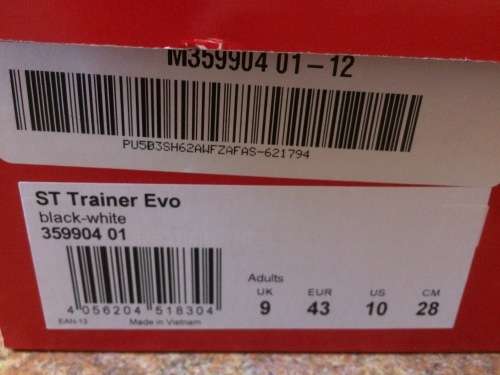 M359904 01-12
PU503SH62AWFZAFAS-621794
ST Trainer Evo
black-white
359904 01
4 056204 518304
EAN-13 Made in Vietnam
Adults
UK EUR US CM
9 43 10 28